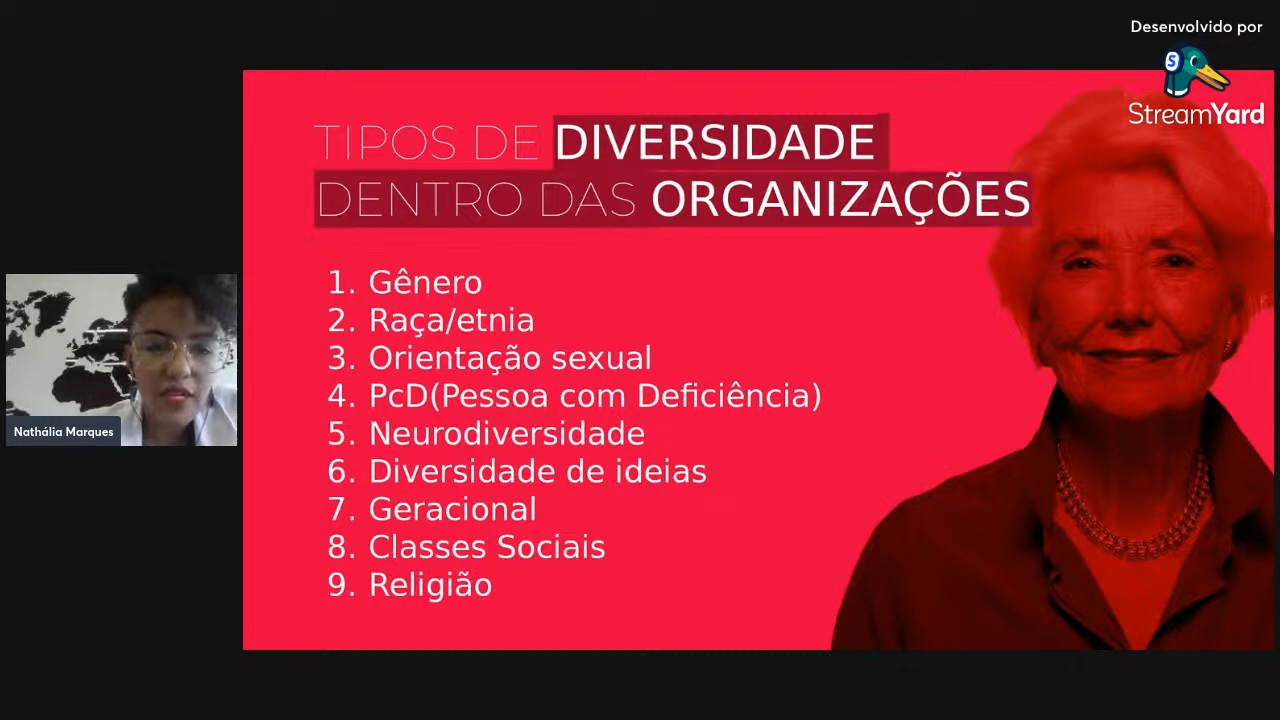 Desenvolvido por
StreamYard
TIPOS DE DIVERSIDADE
DENTRO DAS ORGANIZAÇÕES
1. Gênero
2. Raça/etnia
3. Orientação sexual
4. PcD(Pessoa com Deficiência)
5. Neurodiversidade
6. Diversidade de ideias
7. Geracional
8. Classes Sociais
9. Religião
Nathália Marques